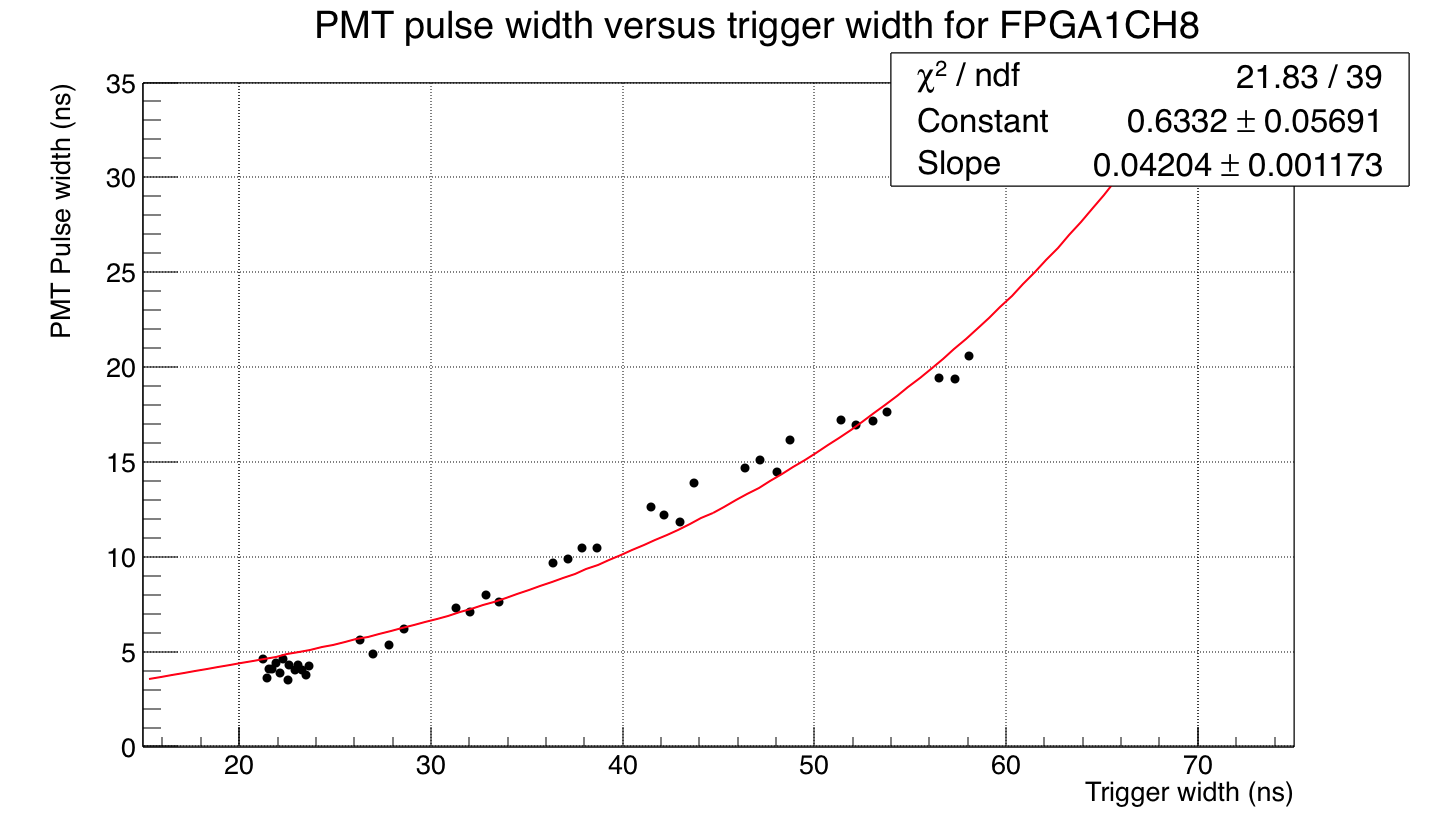 PMT pulse width versus trigger width for FPGA1CH8
χ² / ndf 21.83 / 39
Constant 0.6332 ± 0.05691
Slope 0.04204 ± 0.001173
PMT Pulse width (ns)
35
30
25
20
15
10
5
0
20 30 40 50 60 70
Trigger width (ns)